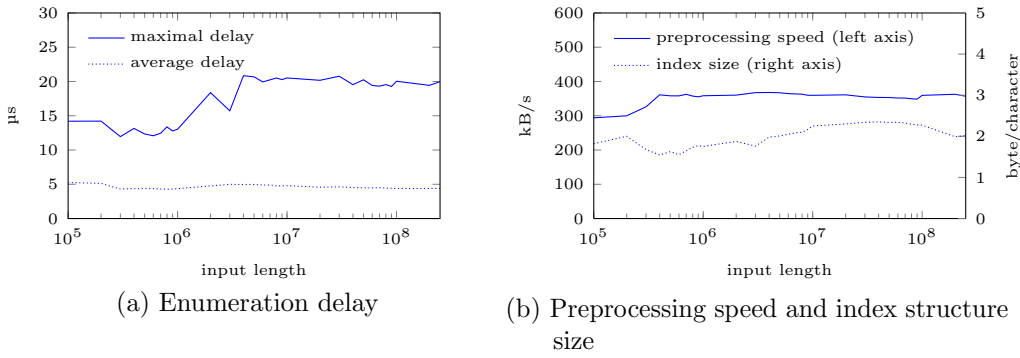 30
25
20
15
10
5
0
µs
maximal delay
average delay
10^5
10^6
10^7
10^8
input length
(a) Enumeration delay
600
500
400
300
200
100
0
kB/s
preprocessing speed (left axis)
index size (right axis)
5
4
3
2
1
0
byte/character
10^5
10^6
10^7
10^8
input length
(b) Preprocessing speed and index structure
size